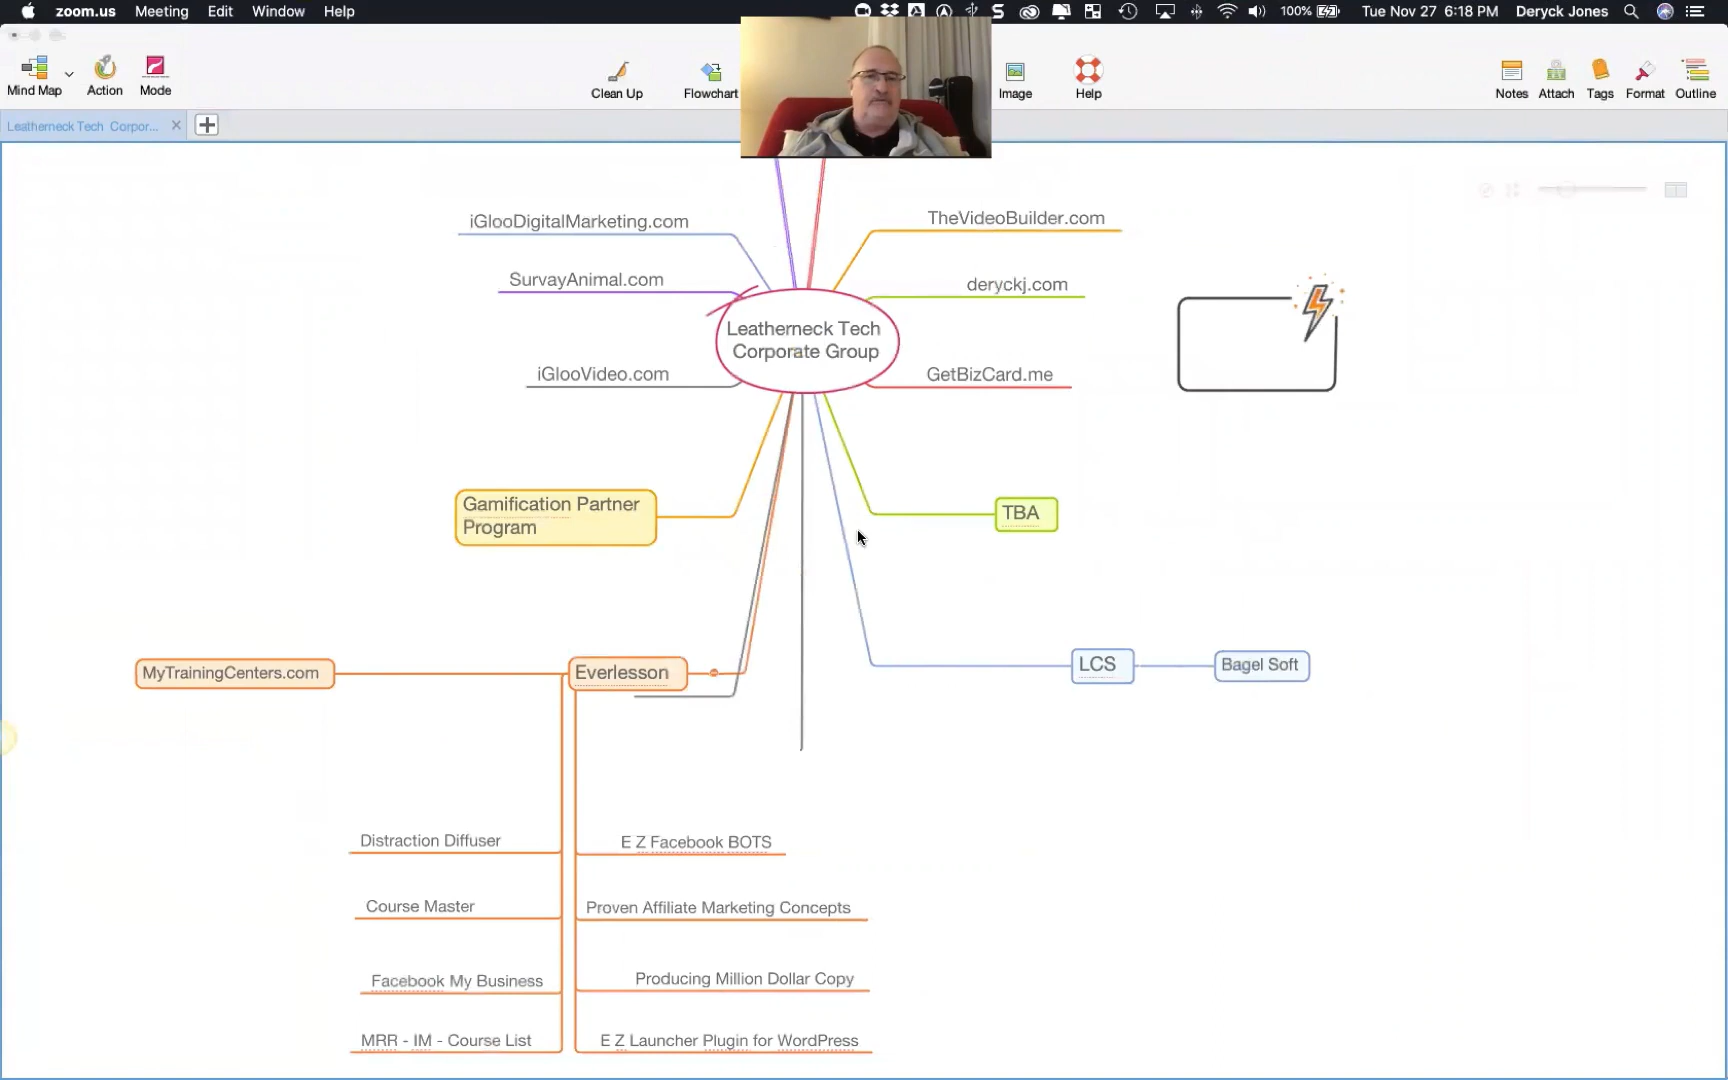 zoom.us Meeting Edit Window Help
100% Tue Nov 27 6:18 PM Deryck Jones
Mind Map Action Mode Clean Up Flowchart Image Help Notes Attach Tags Format Outline
Leatherneck Tech Corpor...
iGlooDigitalMarketing.com
TheVideoBuilder.com
SurvayAnimal.com
deryckj.com
Leatherneck Tech
Corporate Group
iGlooVideo.com
GetBizCard.me
Gamification Partner
Program
TBA
MyTrainingCenters.com
Everlesson
LCS
Bagel Soft
Distraction Diffuser
E Z Facebook BOTS
Course Master
Proven Affiliate Marketing Concepts
Facebook My Business
Producing Million Dollar Copy
MRR - IM - Course List
E Z Launcher Plugin for WordPress